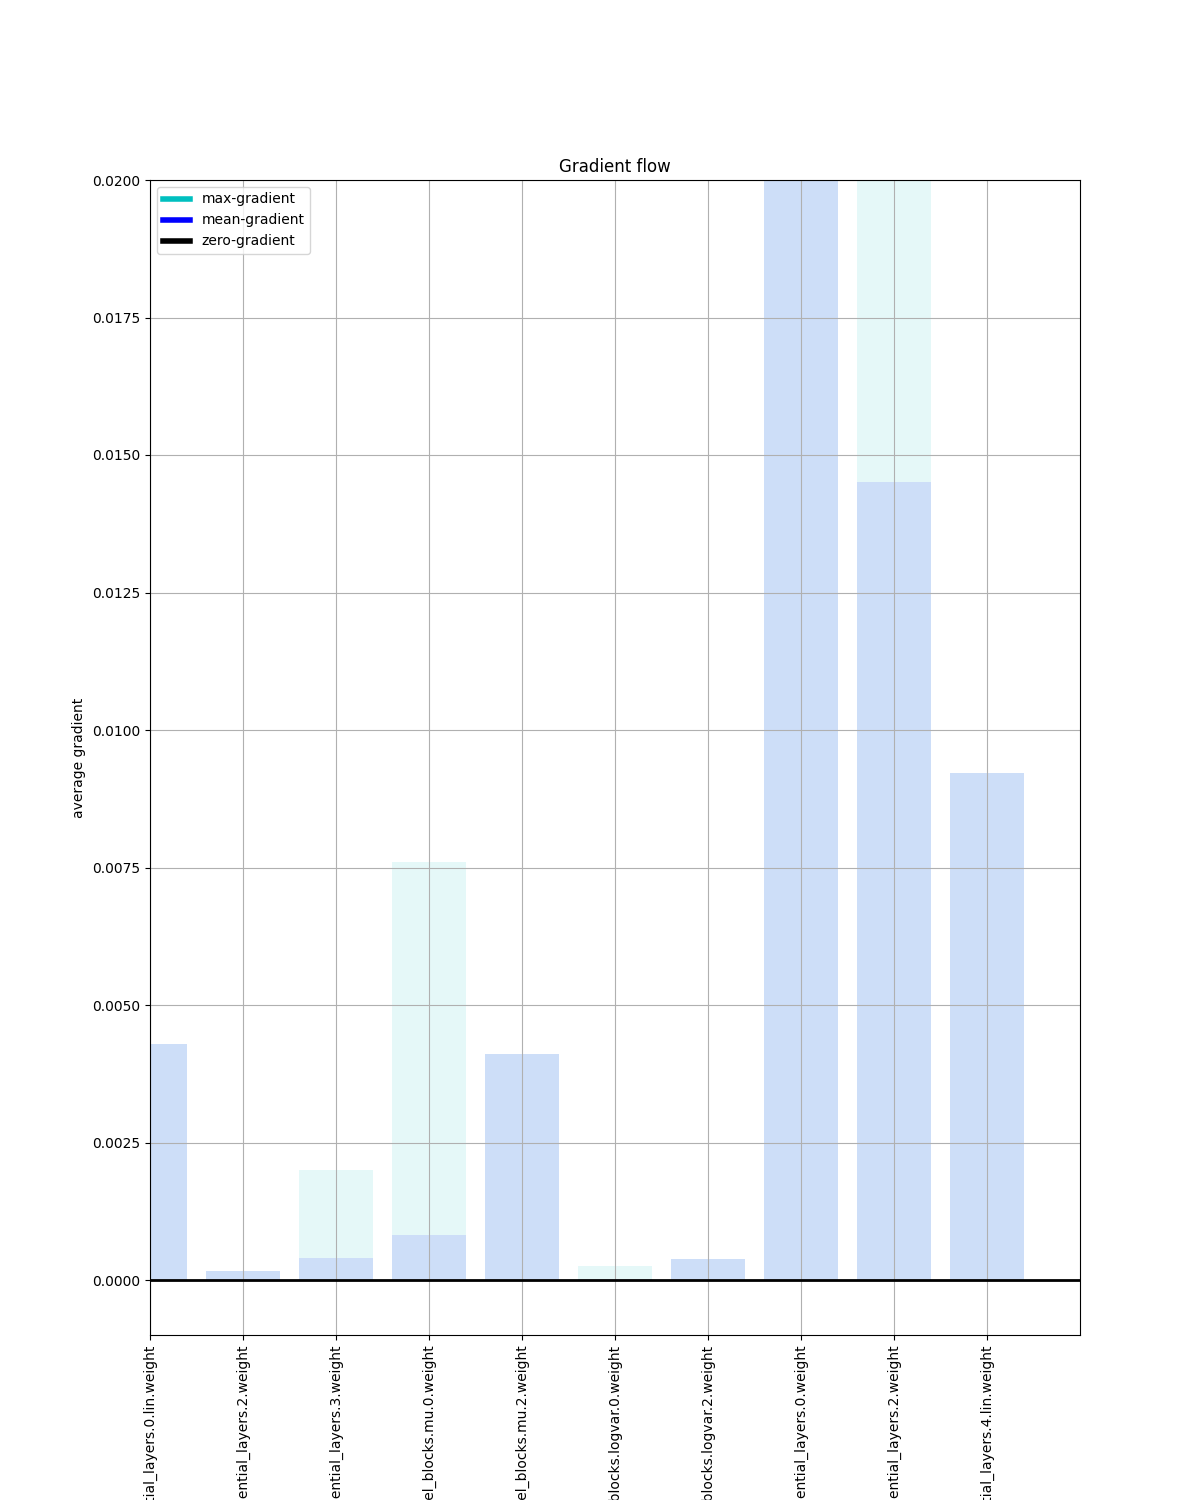 Gradient flow
max-gradient
mean-gradient
zero-gradient
average gradient
0.0200
0.0175
0.0150
0.0125
0.0100
0.0075
0.0050
0.0025
0.0000
tial_layers.0.lin.weight
ential_layers.2.weight
ential_layers.3.weight
el_blocks.mu.0.weight
el_blocks.mu.2.weight
blocks.logvar.0.weight
blocks.logvar.2.weight
ential_layers.0.weight
ential_layers.2.weight
tial_layers.4.lin.weight